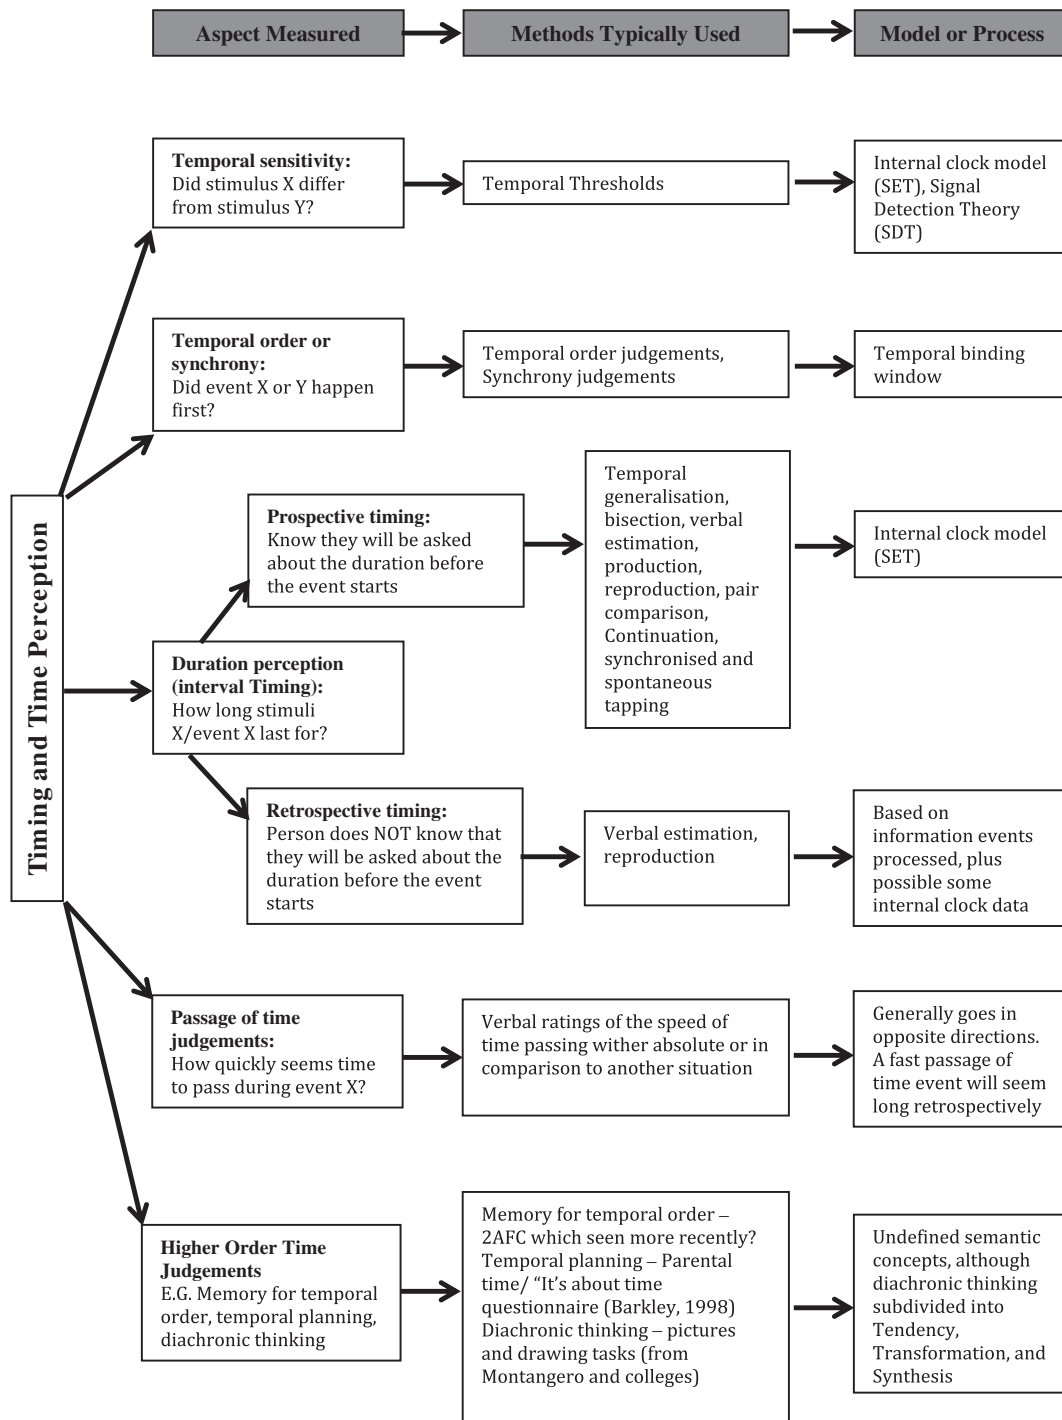 Aspect Measured
Methods Typically Used
Model or Process
Temporal sensitivity:
Did stimulus X differ
from stimulus Y?
Temporal Thresholds
Internal clock model
(SET), Signal
Detection Theory
(SDT)
Temporal order or
synchrony:
Did event X or Y happen
first?
Temporal order judgements,
Synchrony judgements
Temporal binding
window
Timing and Time Perception
Prospective timing:
Know they will be asked
about the duration before
the event starts
Temporal
generalisation,
bisection, verbal
estimation,
production,
reproduction, pair
comparison,
Continuation,
synchronised and
spontaneous
tapping
Internal clock model
(SET)
Duration perception
(interval Timing):
How long stimuli
X/event X last for?
Retrospective timing:
Person does NOT know that
they will be asked about the
duration before the event
starts
Verbal estimation,
reproduction
Based on
information events
processed, plus
possible some
internal clock data
Passage of time
judgements:
How quickly seems time
to pass during event X?
Verbal ratings of the speed of
time passing wither absolute or in
comparison to another situation
Generally goes in
opposite directions.
A fast passage of
time event will seem
long retrospectively
Higher Order Time
Judgements
E.G. Memory for temporal
order, temporal planning,
diachronic thinking
Memory for temporal order –
2AFC which seen more recently?
Temporal planning – Parental
time/ “It’s about time
questionnaire (Barkley, 1998)
Diachronic thinking – pictures
and drawing tasks (from
Montangero and colleges)
Undefined semantic
concepts, although
diachronic thinking
subdivided into
Tendency,
Transformation, and
Synthesis